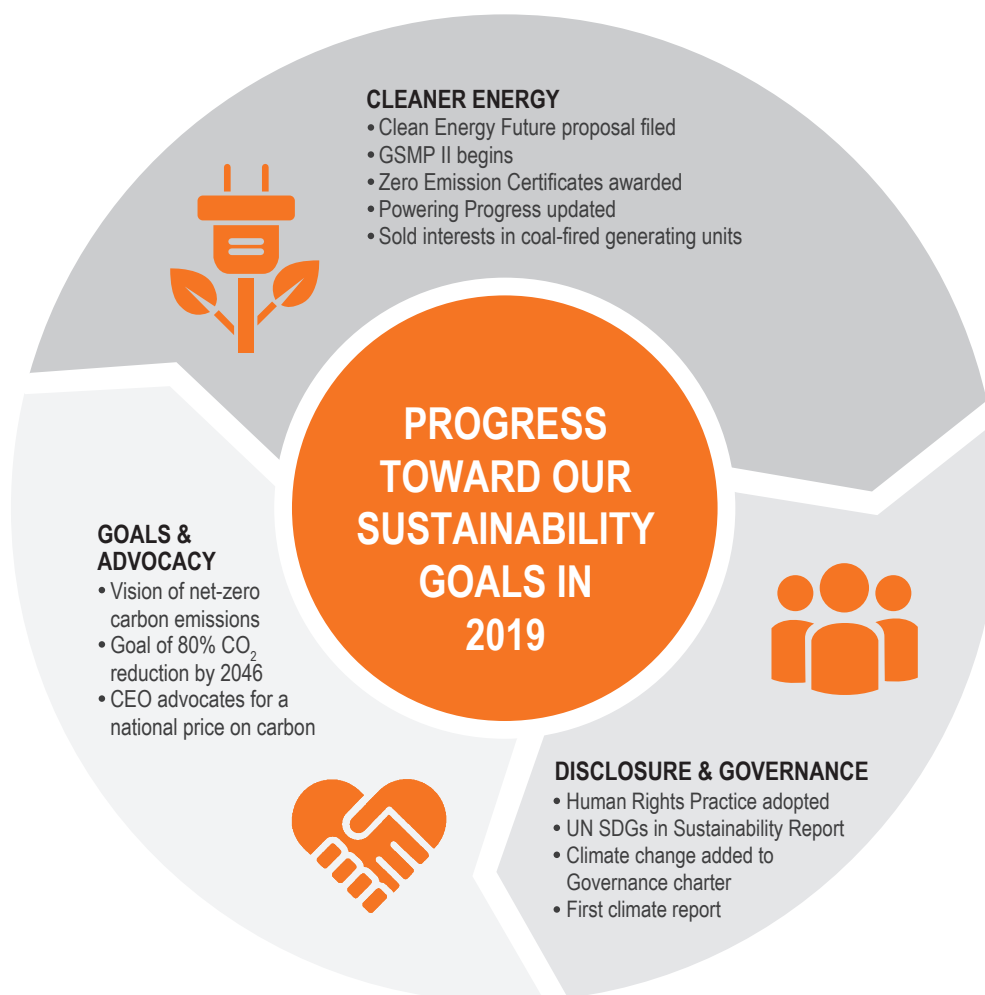 CLEANER ENERGY
• Clean Energy Future proposal filed
• GSMP II begins
• Zero Emission Certificates awarded
• Powering Progress updated
• Sold interests in coal-fired generating units
PROGRESS
TOWARD OUR
SUSTAINABILITY
GOALS IN
2019
GOALS &
ADVOCACY
• Vision of net-zero
carbon emissions
• Goal of 80% CO₂
reduction by 2046
• CEO advocates for a
national price on carbon
DISCLOSURE & GOVERNANCE
• Human Rights Practice adopted
• UN SDGs in Sustainability Report
• Climate change added to
Governance charter
• First climate report